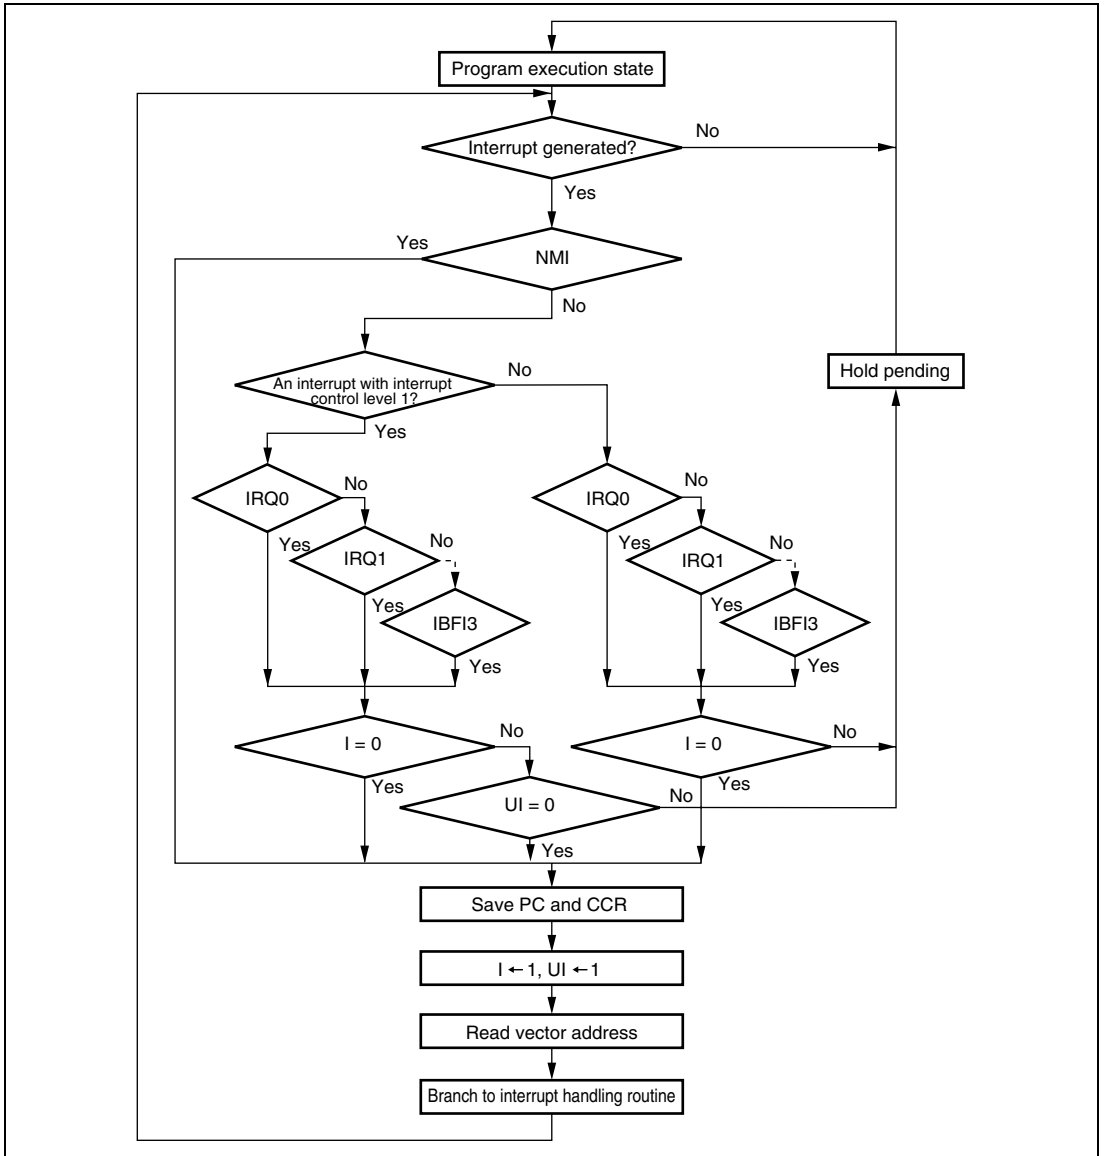 Program execution state
Interrupt generated?
No
Yes
Yes
NMI
No
An interrupt with interrupt
control level 1?
No
Hold pending
Yes
IRQ0
No
IRQ0
No
Yes
IRQ1
No
Yes
IRQ1
No
Yes
IBFI3
Yes
IBFI3
Yes
Yes
I = 0
No
I = 0
No
Yes
UI = 0
No
Yes
Yes
Save PC and CCR
I ← 1, UI ← 1
Read vector address
Branch to interrupt handling routine